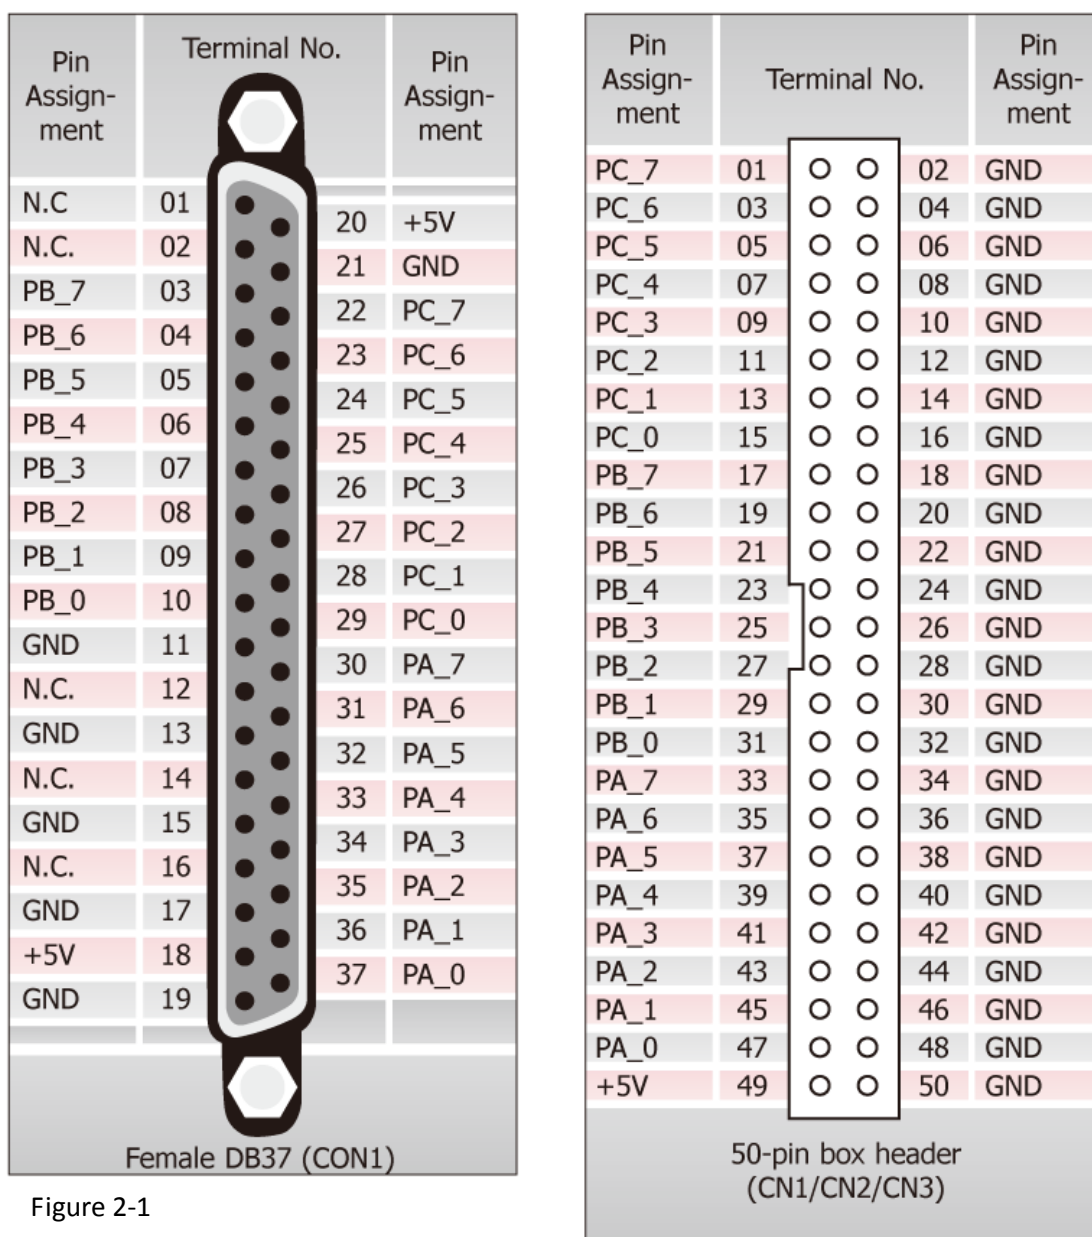 Pin Assign- ment Terminal No. Pin Assign- ment
N.C 01
20 +5V
N.C. 02
21 GND
PB_7 03
22 PC_7
PB_6 04
23 PC_6
PB_5 05
24 PC_5
PB_4 06
25 PC_4
PB_3 07
26 PC_3
PB_2 08
27 PC_2
PB_1 09
28 PC_1
PB_0 10
29 PC_0
GND 11
30 PA_7
N.C. 12
31 PA_6
GND 13
32 PA_5
N.C. 14
33 PA_4
GND 15
34 PA_3
N.C. 16
35 PA_2
GND 17
36 PA_1
+5V 18
37 PA_0
GND 19
Female DB37 (CON1)
Figure 2-1
Pin Assign- ment Terminal No. Pin Assign- ment
PC_7 01 02 GND
PC_6 03 04 GND
PC_5 05 06 GND
PC_4 07 08 GND
PC_3 09 10 GND
PC_2 11 12 GND
PC_1 13 14 GND
PC_0 15 16 GND
PB_7 17 18 GND
PB_6 19 20 GND
PB_5 21 22 GND
PB_4 23 24 GND
PB_3 25 26 GND
PB_2 27 28 GND
PB_1 29 30 GND
PB_0 31 32 GND
PA_7 33 34 GND
PA_6 35 36 GND
PA_5 37 38 GND
PA_4 39 40 GND
PA_3 41 42 GND
PA_2 43 44 GND
PA_1 45 46 GND
PA_0 47 48 GND
+5V 49 50 GND
50-pin box header
(CN1/CN2/CN3)